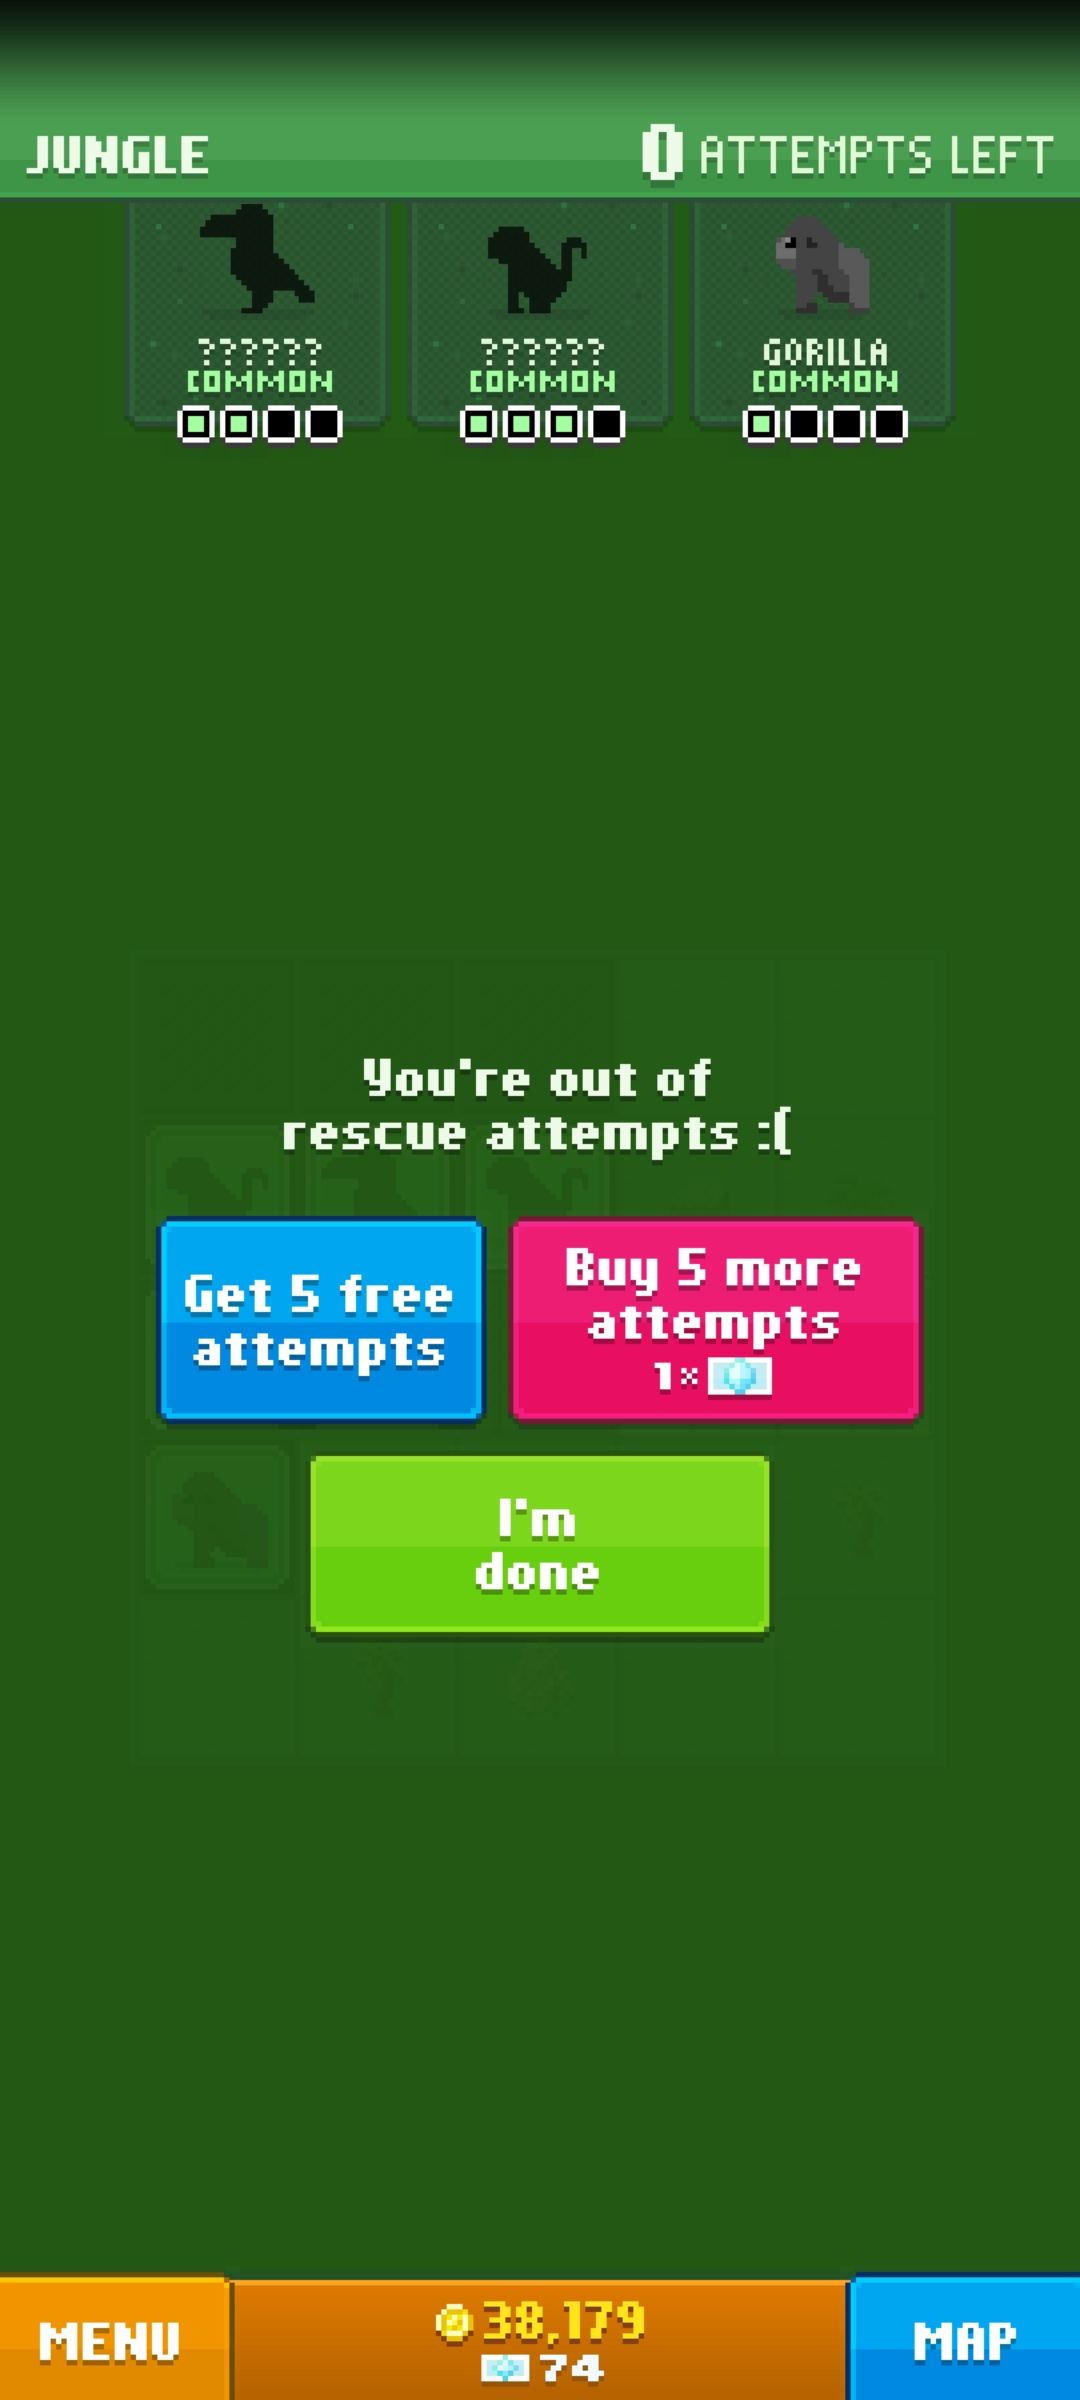 JUNGLE
0 ATTEMPTS LEFT
?????? ?????? GORILLA
COMMON COMMON COMMON
You're out of
rescue attempts :(
Get 5 free
attempts
Buy 5 more
attempts
1×
I'm
done
MENU
38,179
74
MAP